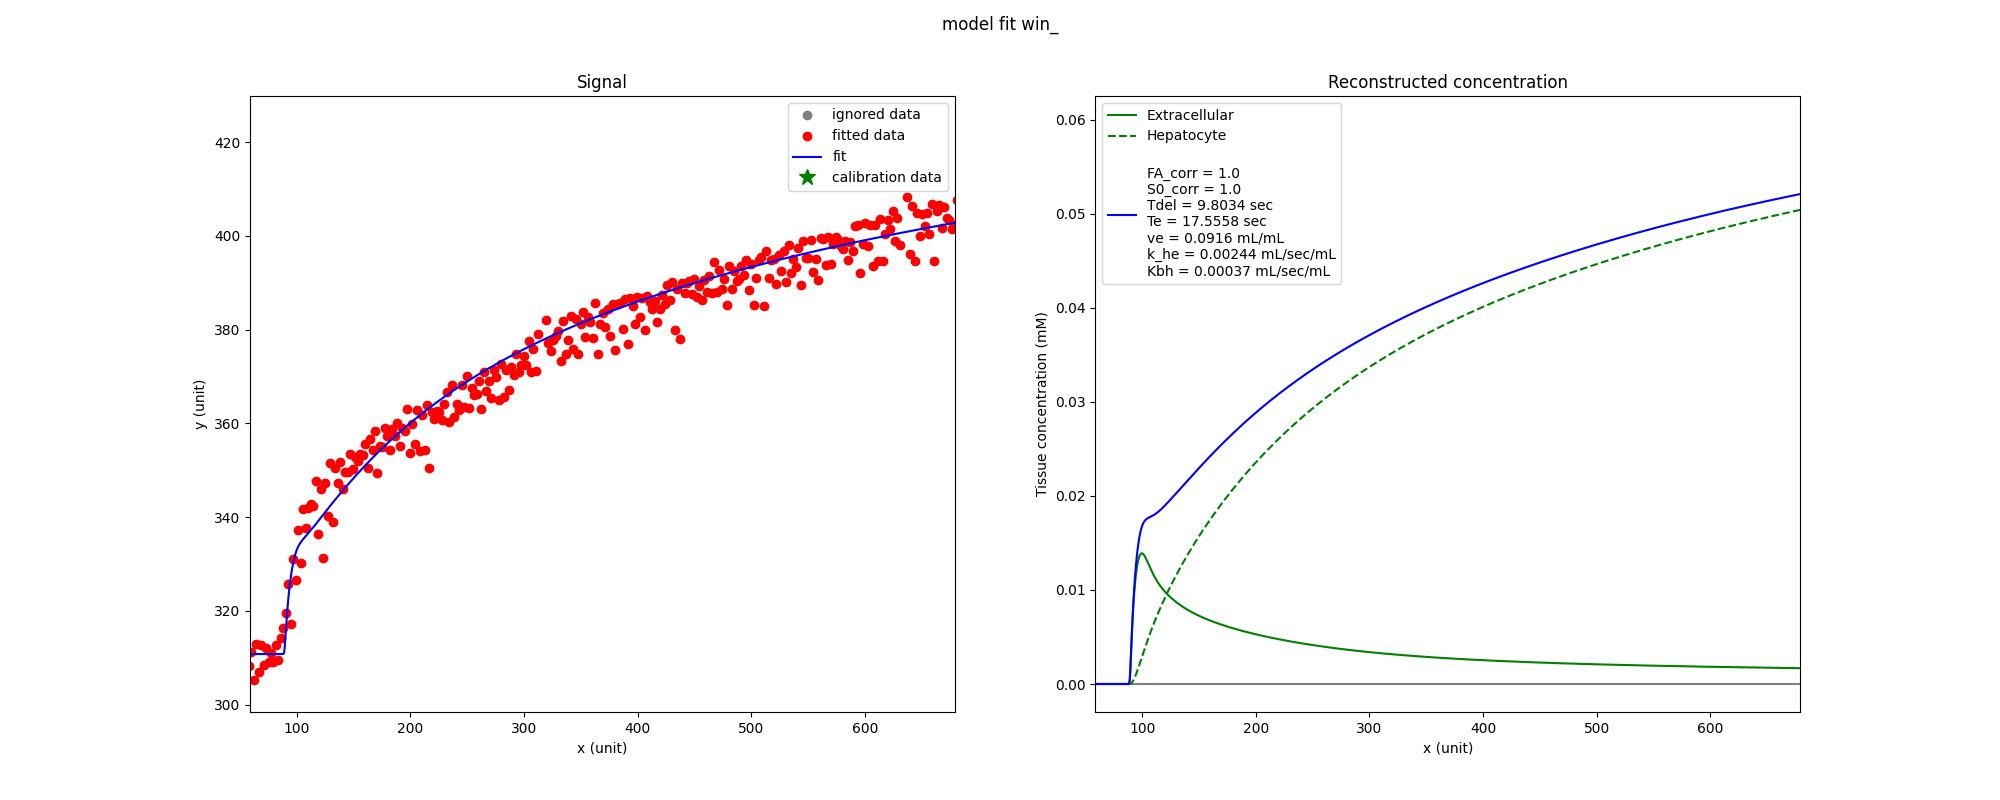 model fit win_
Signal
ignored data
fitted data
fit
calibration data
420
400
380
360
340
320
300
y (unit)
100
200
300
400
500
600
x (unit)
Reconstructed concentration
Extracellular
Hepatocyte
FA_corr = 1.0
S0_corr = 1.0
Tdel = 9.8034 sec
Te = 17.5558 sec
ve = 0.0916 mL/mL
k_he = 0.00244 mL/sec/mL
Kbh = 0.00037 mL/sec/mL
0.06
0.05
0.04
0.03
0.02
0.01
0.00
Tissue concentration (mM)
100
200
300
400
500
600
x (unit)